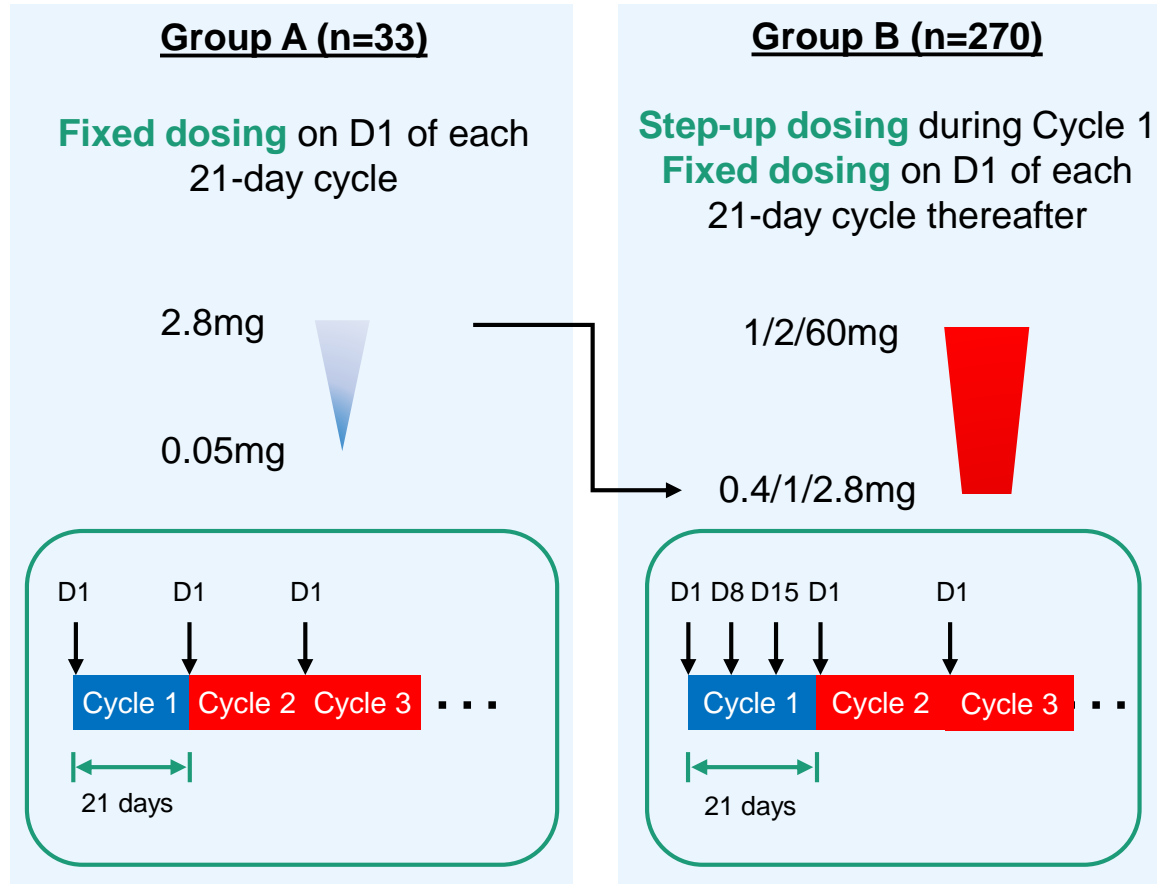 Group A (n=33)
Fixed dosing on D1 of each
21-day cycle
2.8mg
0.05mg
D1 D1 D1
Cycle 1 Cycle 2 Cycle 3 ...
21 days
Group B (n=270)
Step-up dosing during Cycle 1
Fixed dosing on D1 of each
21-day cycle thereafter
1/2/60mg
0.4/1/2.8mg
D1 D8 D15 D1 D1
Cycle 1 Cycle 2 Cycle 3 ...
21 days